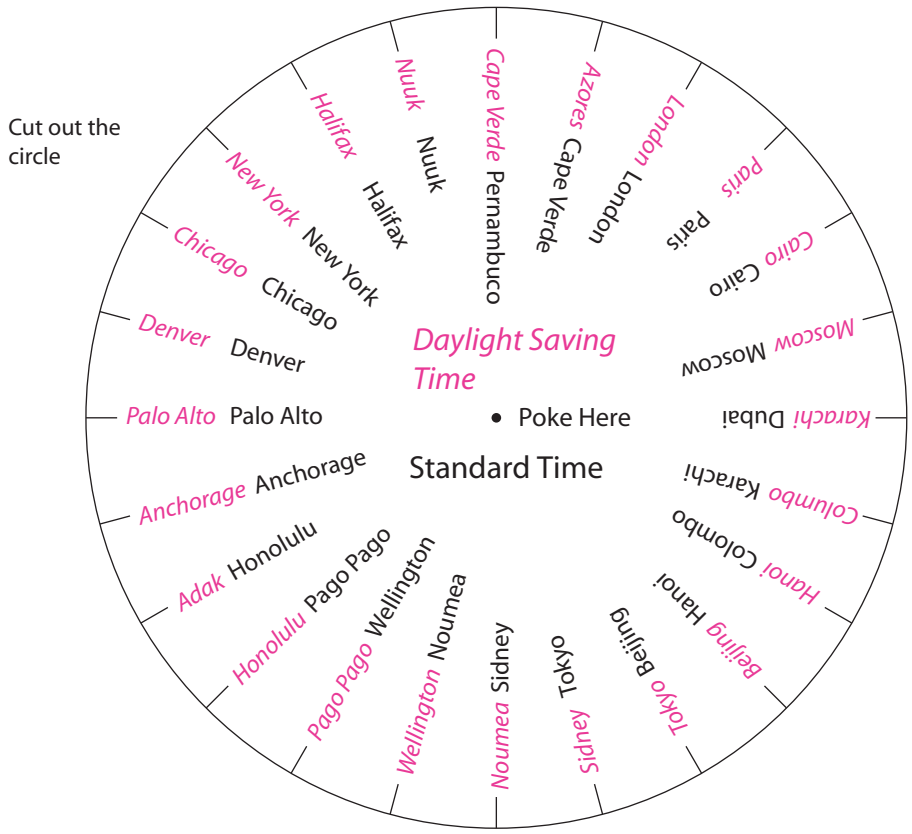 Cut out the
circle
Cape Verde Pernambuco
Azores Cape Verde
London London
Paris Paris
Cairo Cairo
Moscow Moscow
Karachi Dubai
Columbo Karachi
Hanoi Colombo
Beijing Hanoi
Tokyo Beijing
Sidney Tokyo
Noumea Sidney
Wellington Noumea
Pago Pago Wellington
Honolulu Pago Pago
Adak Honolulu
Anchorage Anchorage
Palo Alto Palo Alto
Denver Denver
Chicago Chicago
New York New York
Halifax Halifax
Nuuk Nuuk
Daylight Saving
Time
Poke Here
Standard Time